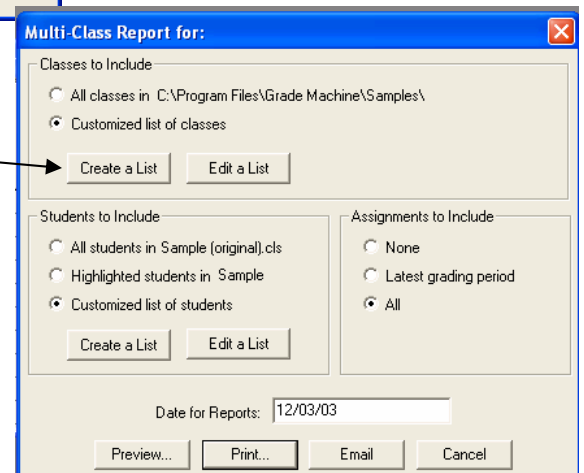 Multi-Class Report for:
Classes to Include
All classes in C:\Program Files\Grade Machine\Samples\
Customized list of classes
Create a List Edit a List
Students to Include
All students in Sample (original).cls
Highlighted students in Sample
Customized list of students
Create a List Edit a List
Assignments to Include
None
Latest grading period
All
Date for Reports: 12/03/03
Preview... Print... Email Cancel